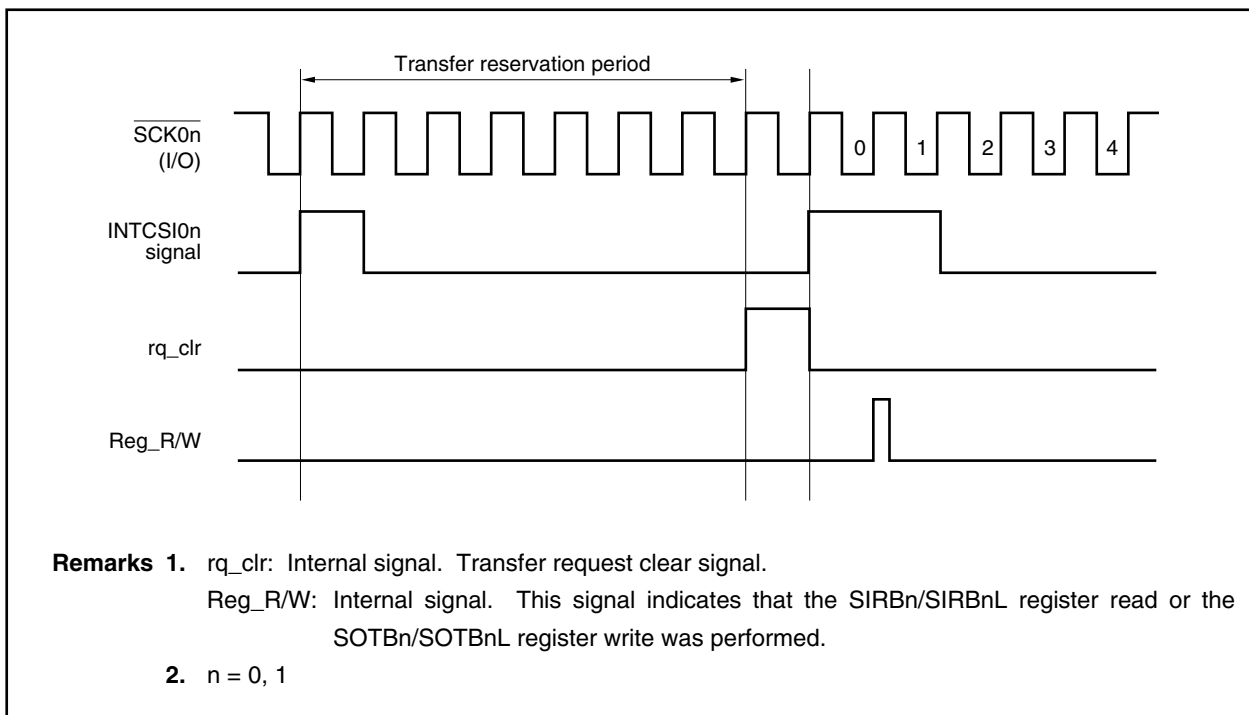 Transfer reservation period
SCK0n
(I/O)
0 1 2 3 4
INTCSI0n
signal
rq_clr
Reg_R/W
Remarks 1. rq_clr: Internal signal. Transfer request clear signal.
Reg_R/W: Internal signal. This signal indicates that the SIRBn/SIRBnL register read or the
SOTBn/SOTBnL register write was performed.
2. n = 0, 1